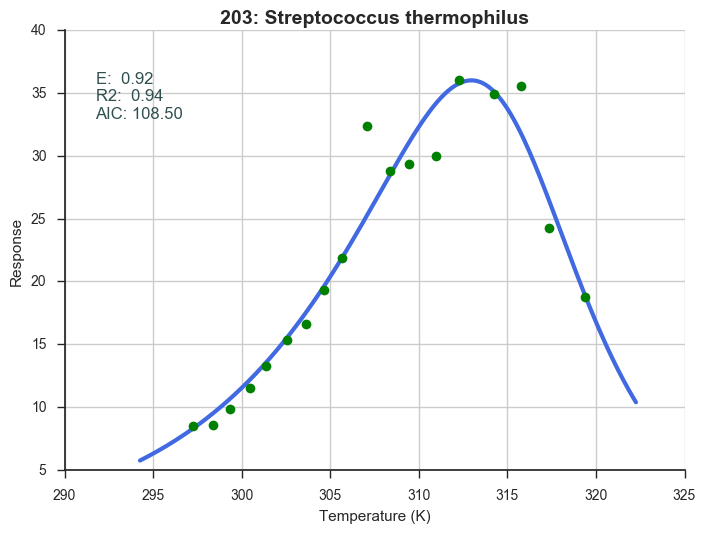 203: Streptococcus thermophilus
E:  0.92
R2:  0.94
AIC: 108.50
40
35
30
25
20
15
10
5
Response
290 295 300 305 310 315 320 325
Temperature (K)